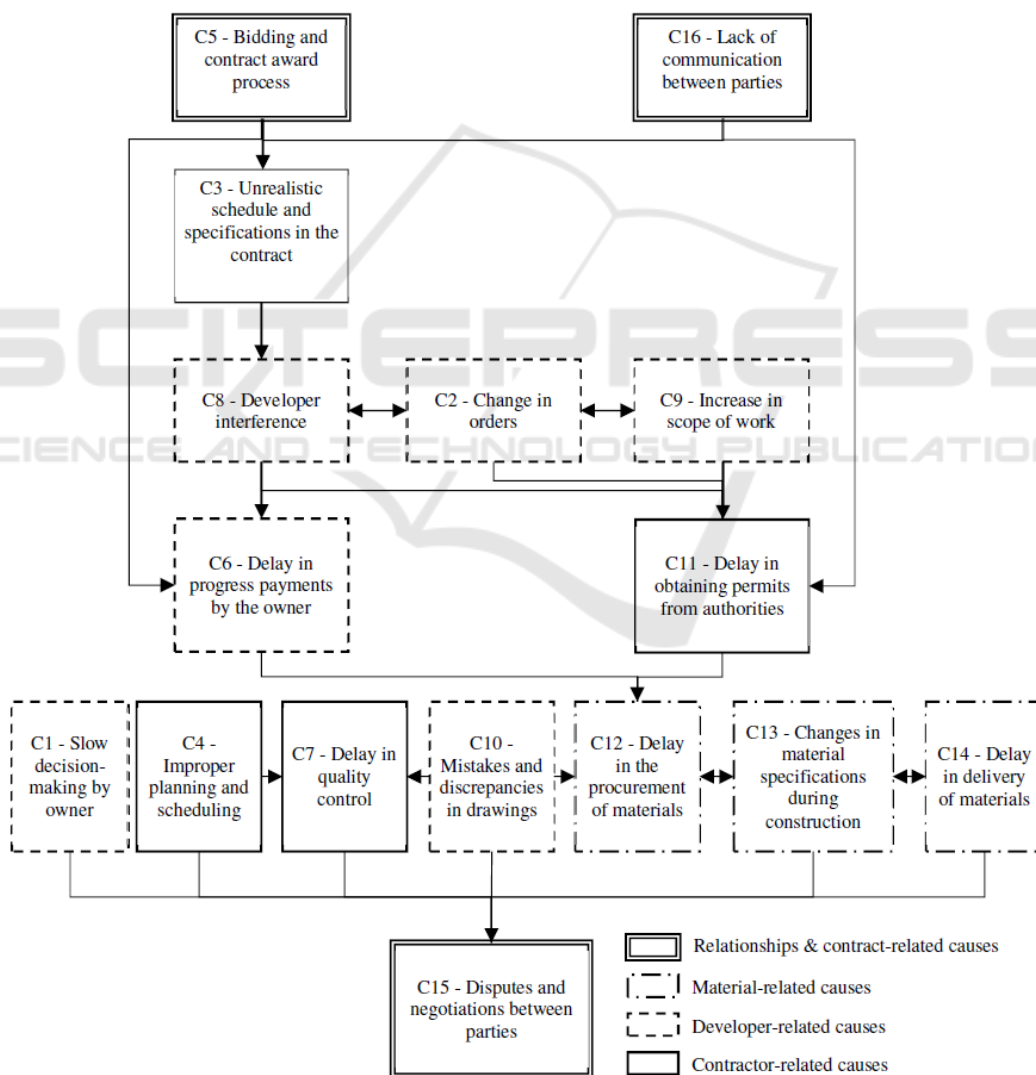 C5 - Bidding and
contract award
process
C16 - Lack of
communication
between parties
C3 - Unrealistic
schedule and
specifications in the
contract
SCITEPRESS
SCIENCE AND TECHNOLOGY PUBLICATIONS
C8 - Developer
interference
C2 - Change in
orders
C9 - Increase in
scope of work
C6 - Delay in
progress payments
by the owner
C11 - Delay in
obtaining permits
from authorities
C1 - Slow
decision-
making by
owner
C4 -
Improper
planning and
scheduling
C7 - Delay in
quality
control
C10 -
Mistakes and
discrepancies
in drawings
C12 - Delay
in the
procurement
of materials
C13 - Changes in
material
specifications
during
construction
C14 - Delay
in delivery
of materials
C15 - Disputes and
negotiations between
parties
Relationships & contract-related causes
Material-related causes
Developer-related causes
Contractor-related causes